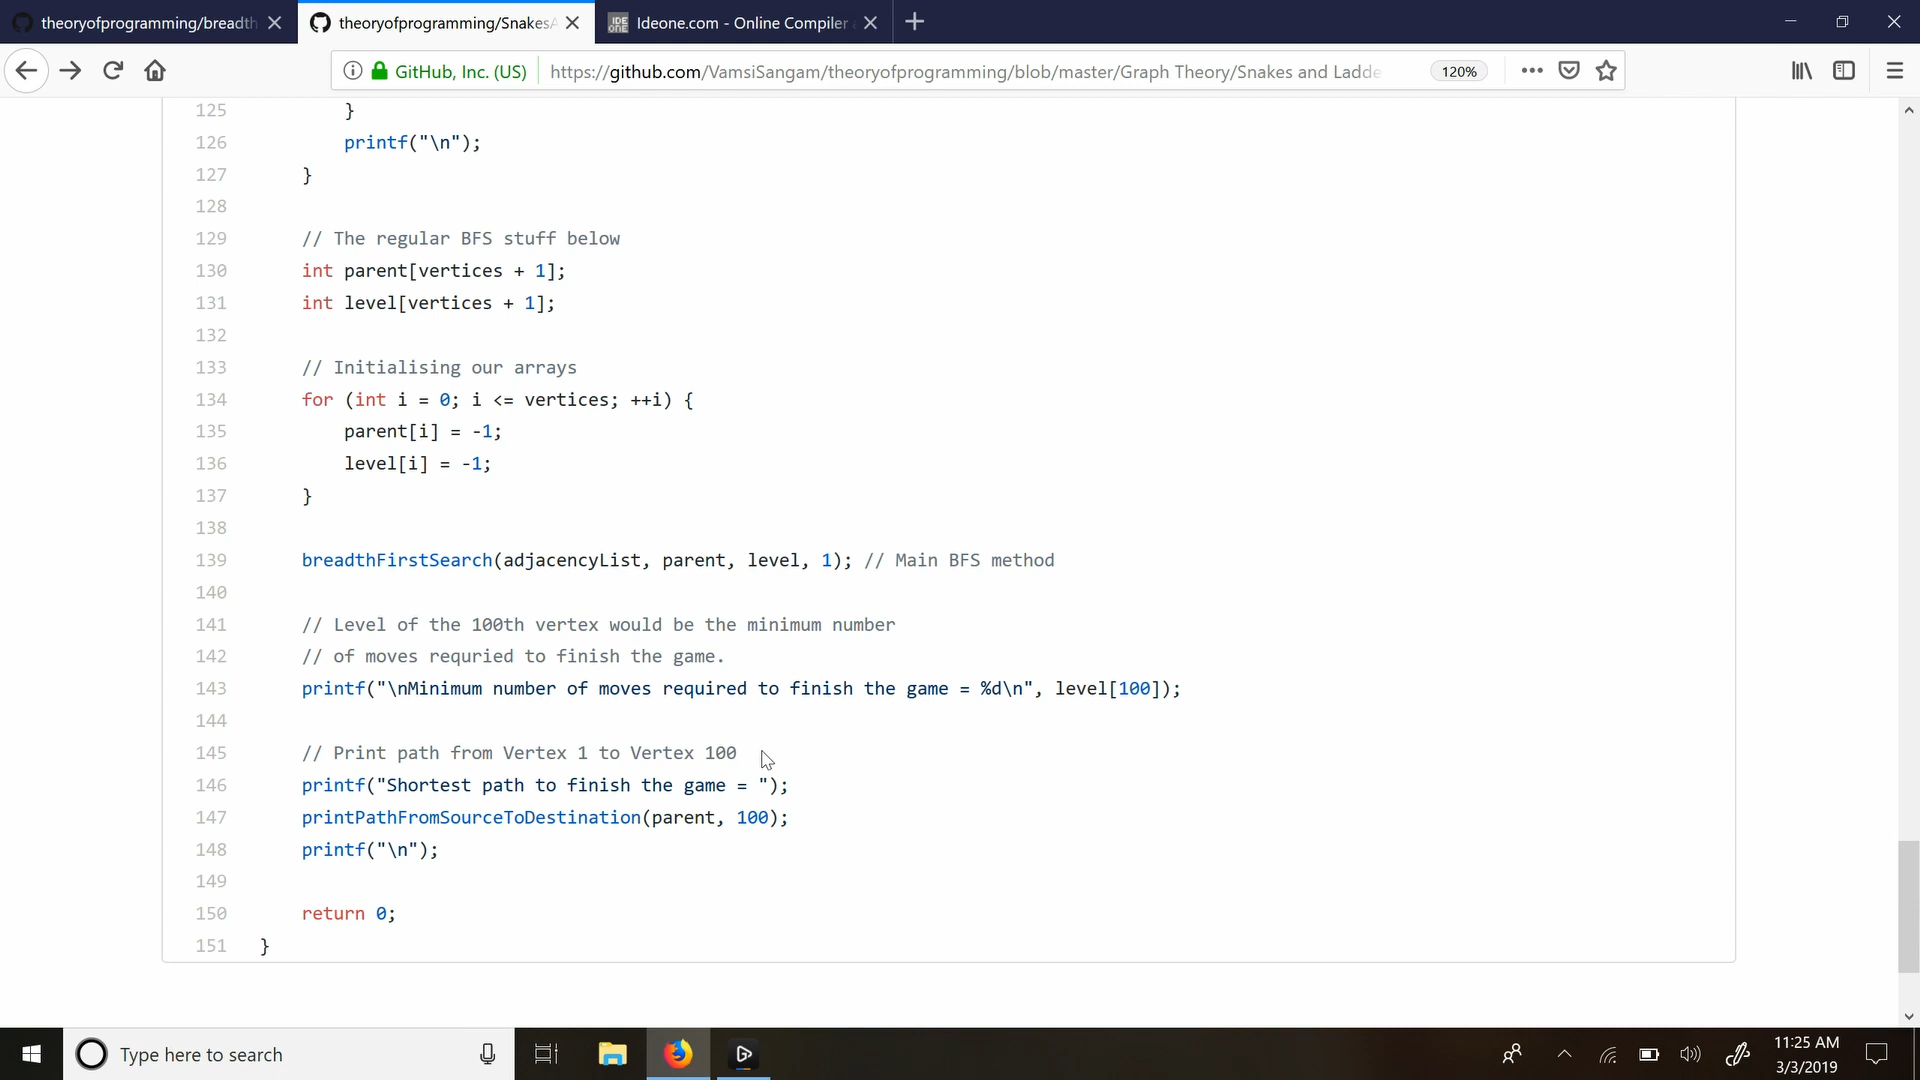 theoryofprogramming/breadth
theoryofprogramming/SnakesA
IDE ONE Ideone.com - Online Compiler
GitHub, Inc. (US) https://github.com/VamsiSangam/theoryofprogramming/blob/master/Graph Theory/Snakes and Ladde 120%
125 }
126 printf("\n");
127 }
128
129 // The regular BFS stuff below
130 int parent[vertices + 1];
131 int level[vertices + 1];
132
133 // Initialising our arrays
134 for (int i = 0; i <= vertices; ++i) {
135 parent[i] = -1;
136 level[i] = -1;
137 }
138
139 breadthFirstSearch(adjacencyList, parent, level, 1); // Main BFS method
140
141 // Level of the 100th vertex would be the minimum number
142 // of moves requried to finish the game.
143 printf("\nMinimum number of moves required to finish the game = %d\n", level[100]);
144
145 // Print path from Vertex 1 to Vertex 100
146 printf("Shortest path to finish the game = ");
147 printPathFromSourceToDestination(parent, 100);
148 printf("\n");
149
150 return 0;
151 }
Type here to search
11:25 AM
3/3/2019